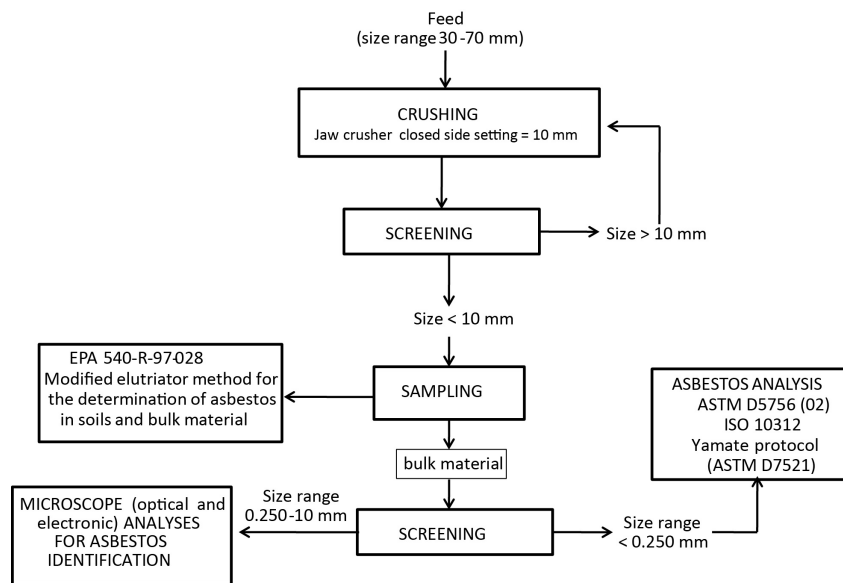 Feed
(size range 30-70 mm)
CRUSHING
Jaw crusher closed side setting = 10 mm
SCREENING
Size > 10 mm
Size < 10 mm
EPA 540-R-97-028
Modified elutriator method for
the determination of asbestos
in soils and bulk material
SAMPLING
ASBESTOS ANALYSIS
ASTM D5756 (02)
ISO 10312
Yamate protocol
(ASTM D7521)
bulk material
MICROSCOPE (optical and
electronic) ANALYSES
FOR ASBESTOS
IDENTIFICATION
Size range
0.250-10 mm
SCREENING
Size range
< 0.250 mm